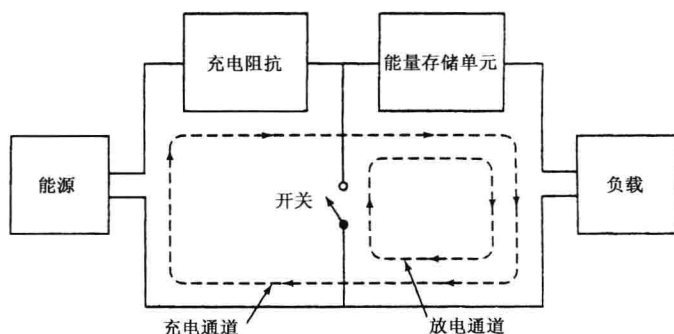 充电阻抗
能量存储单元
能源
开关
负载
充电通道
放电通道